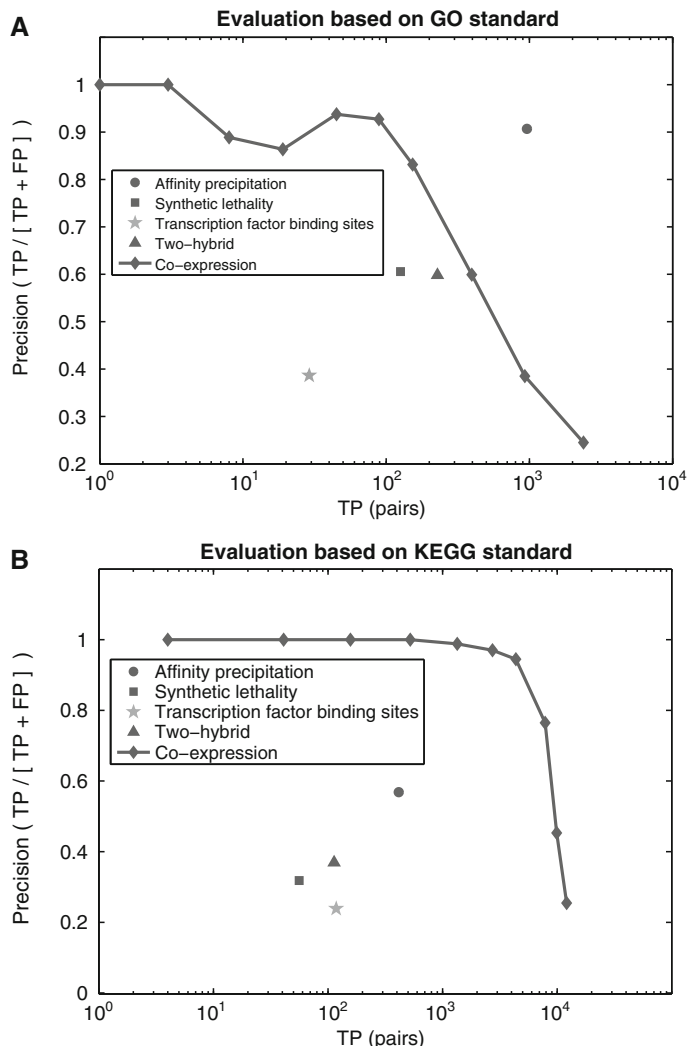 A
Evaluation based on GO standard
1
0.9
0.8
0.7
0.6
0.5
0.4
0.3
0.2
Precision ( TP / [ TP + FP ] )
Affinity precipitation
Synthetic lethality
Transcription factor binding sites
Two−hybrid
Co−expression
10^0 10^1 10^2 10^3 10^4
TP (pairs)
B
Evaluation based on KEGG standard
1
0.8
0.6
0.4
0.2
0
Precision ( TP / [ TP + FP ] )
Affinity precipitation
Synthetic lethality
Transcription factor binding sites
Two−hybrid
Co−expression
10^0 10^1 10^2 10^3 10^4
TP (pairs)